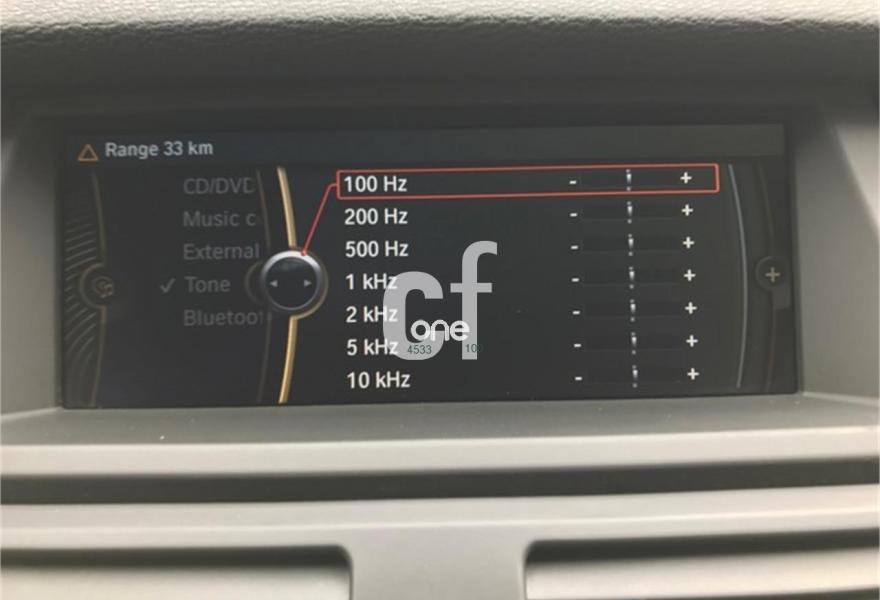 Range 33 km
CD/DVD
Music c
External
✓ Tone
Bluetoot
100 Hz - +
200 Hz - +
500 Hz - +
1 kHz - +
2 kHz - +
5 kHz - +
10 kHz - +
cf
one
4533